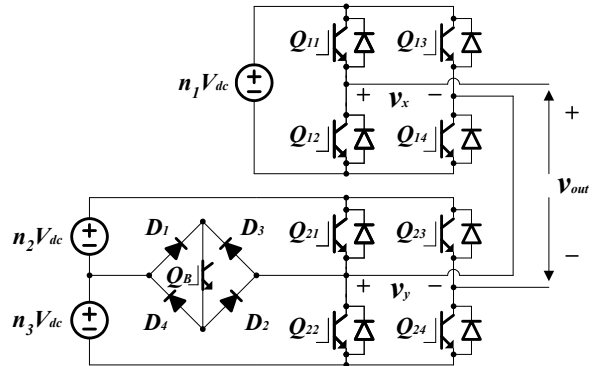 Q11
Q13
n1Vdc
+ vx −
+
Q12
Q14
vout
n2Vdc
D1
D3
Q21
Q23
QB
+ vy −
−
n3Vdc
D4
D2
Q22
Q24